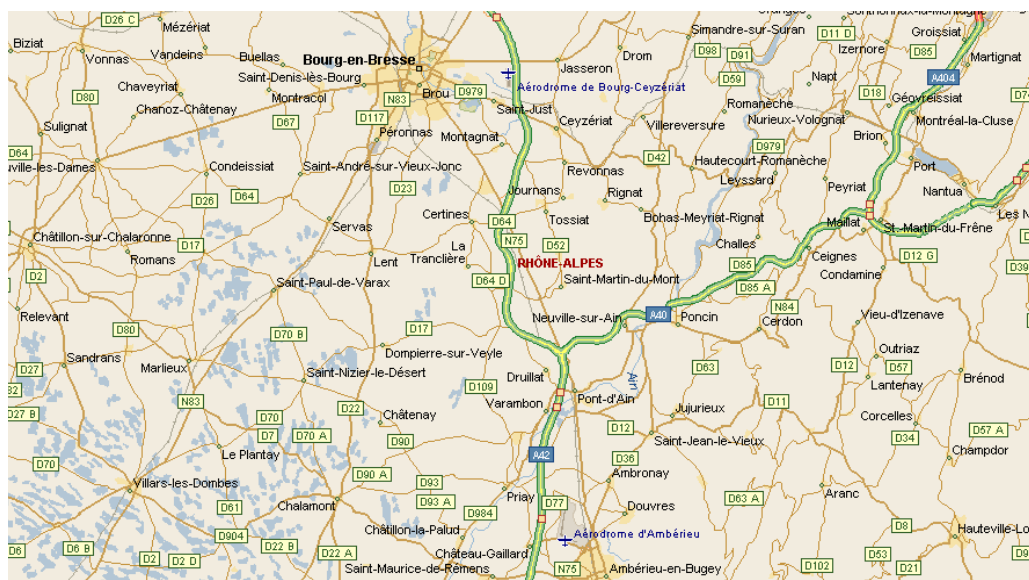 D26 C
Mézériat
Simandre-sur-Suran
D11 D
Groissiat
Biziat
Vandeins
Buellas
Bourg-en-Bresse
Drom
D98
D91
Izernore
D85
Vonnas
Saint-Denis-lès-Bourg
Jasseron
Martignat
D80
Chaveyriat
Montracol
Brou
D979
Aérodrome de Bourg-Ceyzériat
D59
Napt
A404
Chanoz-Châtenay
N83
Saint-Just
Romanèche
D18
Géovreissiat
Sulignat
D67
D117
Ceyzériat
Villereversure
Nurieux-Volognat
Montréal-la-Cluse
D64
Péronnas
Montagnat
D979
Brion
Condeissiat
Saint-André-sur-Vieux-Jonc
Revonnas
D42
Hautecourt-Romanèche
Port
D26
D64
D23
Journans
Rignat
Leyssard
Peyriat
Nantua
Certines
D64
Tossiat
Bohas-Meyriat-Rignat
Servas
N75
D52
Challes
Maillat
St.-Martin-du-Frêne
Châtillon-sur-Chalaronne
D17
Romans
Lent
La
Tranclière
RHÔNE-ALPES
D85
Ceignes
D12 G
D2
D64 D
Saint-Martin-du-Mont
D85 A
Condamine
Saint-Paul-de-Varax
N84
Relevant
D80
D70 B
D17
Neuville-sur-Ain
A40
Poncin
Cerdon
Vieu-d'Izenave
Sandrans
Marlieux
Dompierre-sur-Veyle
Outriaz
D27
Saint-Nizier-le-Désert
Druillat
D63
D12
D57
Brénod
D109
Ain
Lantenay
N83
D70
D22
Châtenay
Varambon
Pont-d'Ain
Jujurieux
D11
Corcelles
D27 B
D7
D70 A
D90
D12
Saint-Jean-le-Vieux
D34
D57 A
D70
Le Plantay
A42
D36
Champdor
D90 A
D93
Ambronay
Villars-les-Dombes
D93 A
Priay
D77
D63 A
Aranc
D61
Chalamont
D984
Douvres
D904
Châtillon-la-Palud
Aérodrome d'Ambérieu
D8
D6
D6 B
D22 B
D2
D2 D
D22 A
Château-Gaillard
D53
Saint-Maurice-de-Rémens
N75
Ambérieu-en-Bugey
D102
D21